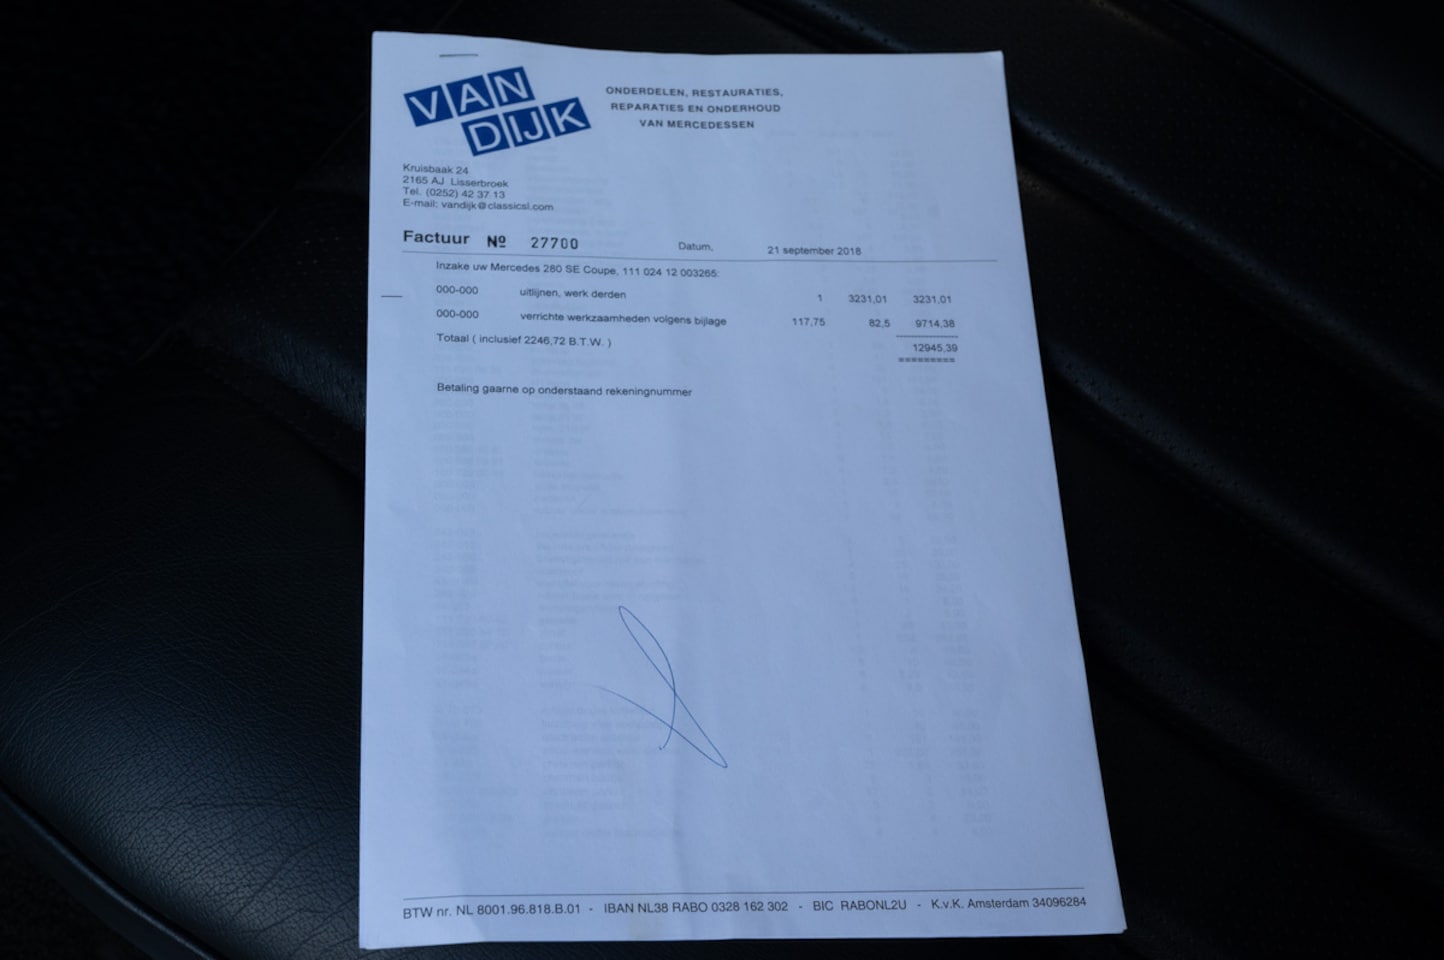 VAN
DIJK
ONDERDELEN, RESTAURATIES,
REPARATIES EN ONDERHOUD
VAN MERCEDESSEN
Kruisbaak 24
2165 AJ Lisserbroek
Tel. (0252) 42 37 13
E-mail: vandijk@classicsl.com
Factuur Nº 27700 Datum, 21 september 2018
Inzake uw Mercedes 280 SE Coupe, 111 024 12 003265:
000-000 uitlijnen, werk derden 1 3231,01 3231,01
000-000 verrichte werkzaamheden volgens bijlage 117,75 82,5 9714,38
Totaal ( inclusief 2246,72 B.T.W. ) 12945,39
Betaling gaarne op onderstaand rekeningnummer
BTW nr. NL 8001.96.818.B.01 - IBAN NL38 RABO 0328 162 302 - BIC RABONL2U - K.v.K. Amsterdam 34096284